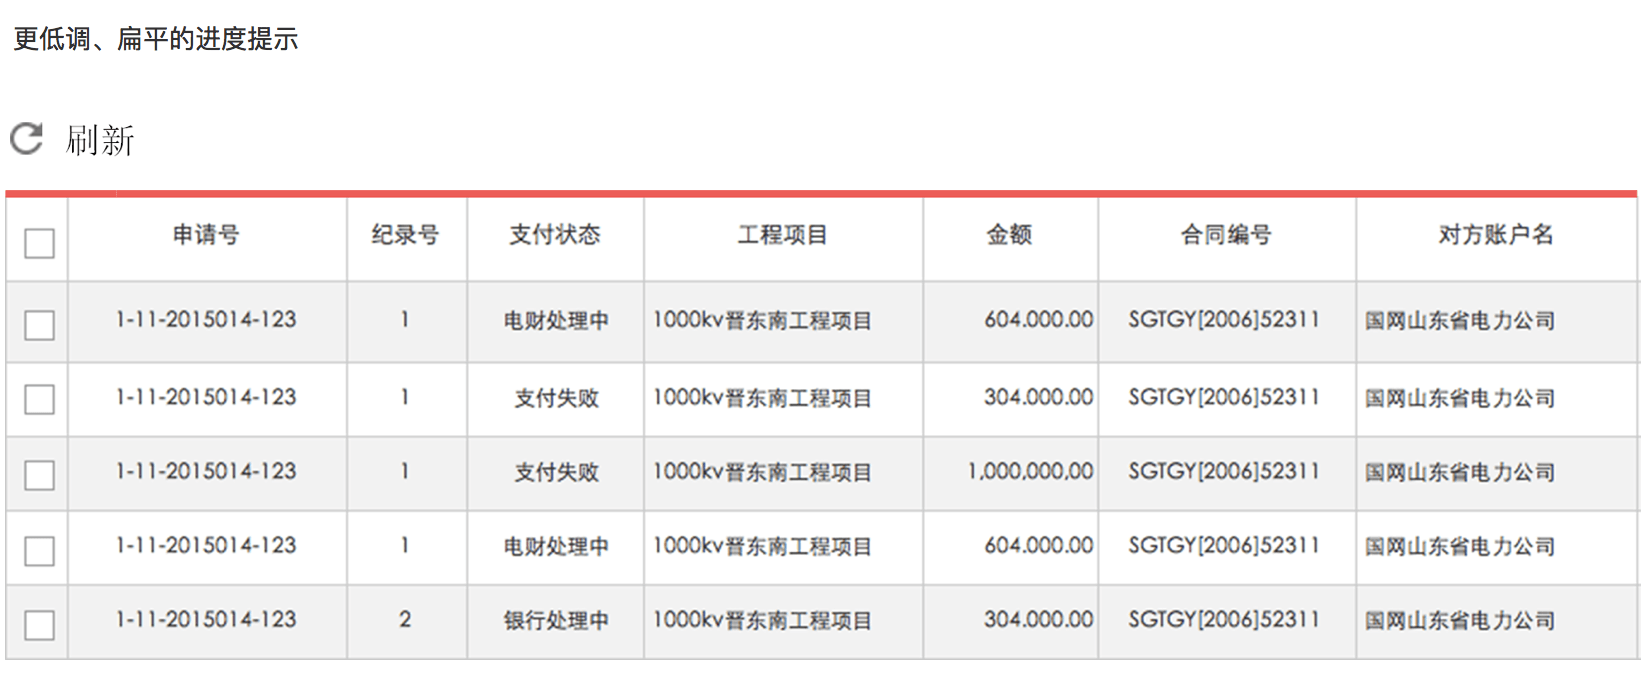 更低调、扁平的进度提示
刷新
申请号 纪录号 支付状态 工程项目 金额 合同编号 对方账户名
1-11-2015014-123 1 电财处理中 1000kv晋东南工程项目 604.000.00 SGTGY[2006]52311 国网山东省电力公司
1-11-2015014-123 1 支付失败 1000kv晋东南工程项目 304.000.00 SGTGY[2006]52311 国网山东省电力公司
1-11-2015014-123 1 支付失败 1000kv晋东南工程项目 1,000,000,00 SGTGY[2006]52311 国网山东省电力公司
1-11-2015014-123 1 电财处理中 1000kv晋东南工程项目 604.000.00 SGTGY[2006]52311 国网山东省电力公司
1-11-2015014-123 2 银行处理中 1000kv晋东南工程项目 304.000.00 SGTGY[2006]52311 国网山东省电力公司